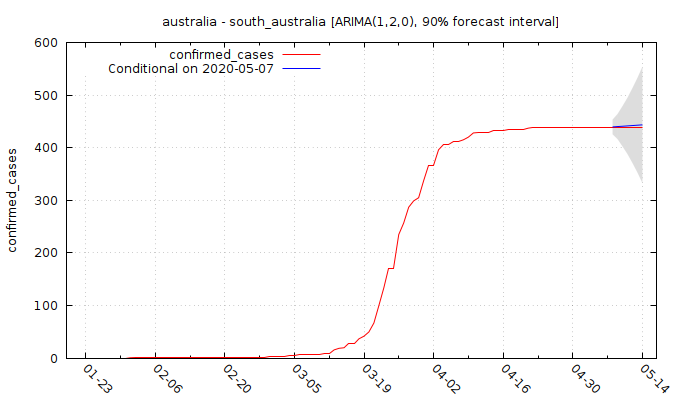 australia - south_australia [ARIMA(1,2,0), 90% forecast interval]
confirmed_cases
Conditional on 2020-05-07
600
500
400
300
200
100
0
confirmed_cases
01-23 02-06 02-20 03-05 03-19 04-02 04-16 04-30 05-14